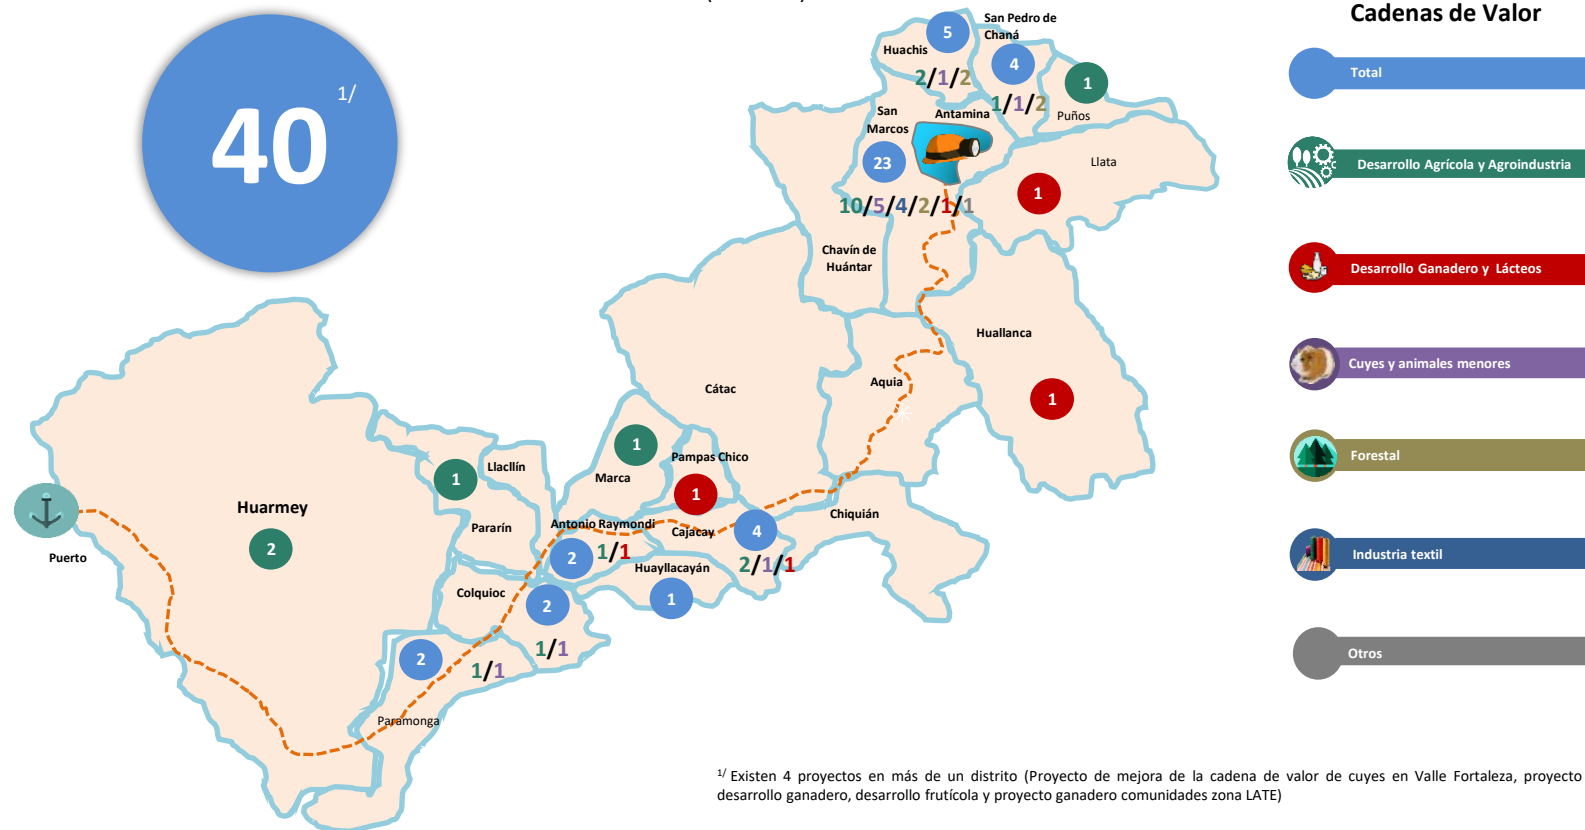 40 1/
Huachis
5
2/1/2
San Pedro de
Chaná
4
1/1/2
1
Puños
San
Marcos
Antamina
23
10/5/4/2/1/1
Llata
1
Chavín de
Huántar
Huallanca
1
Aquia
Cátac
Marca
1
Pampas Chico
1
Llacllín
1
Pararín
Huarmey
2
Puerto
Antonio Raymondi
2
1/1
Cajacay
4
2/1/1
Chiquián
Huayllacayán
1
Colquioc
2
1/1
2
1/1
Paramonga
Cadenas de Valor
Total
Desarrollo Agrícola y Agroindustria
Desarrollo Ganadero y Lácteos
Cuyes y animales menores
Forestal
Industria textil
Otros
1/ Existen 4 proyectos en más de un distrito (Proyecto de mejora de la cadena de valor de cuyes en Valle Fortaleza, proyecto
desarrollo ganadero, desarrollo frutícola y proyecto ganadero comunidades zona LATE)